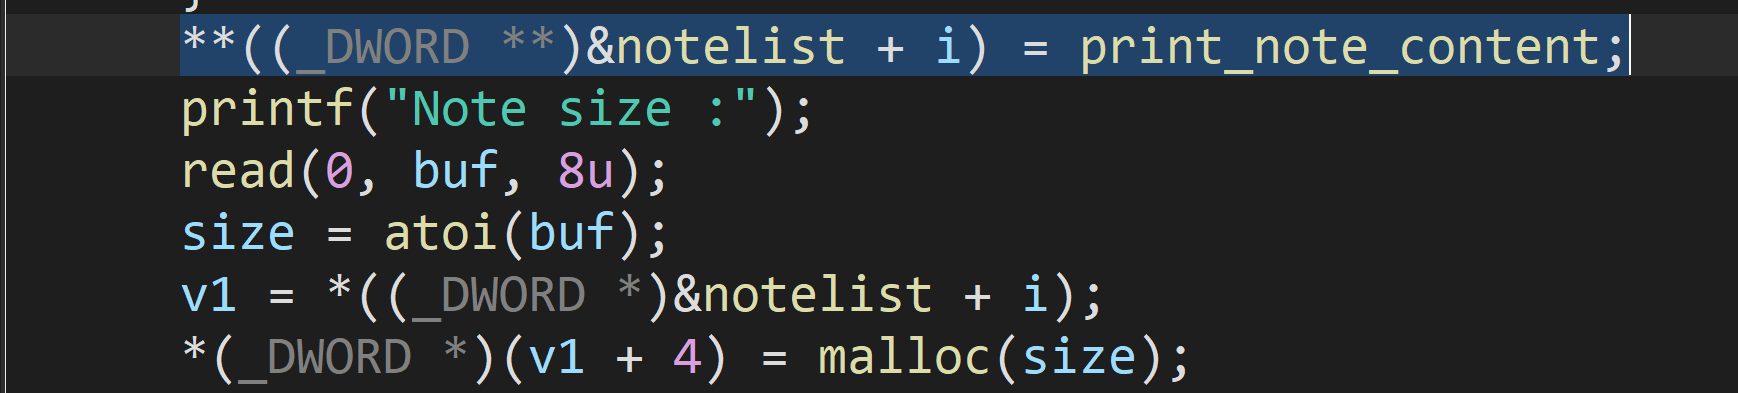 }
**((_DWORD **)&notelist + i) = print_note_content;
printf("Note size :");
read(0, buf, 8u);
size = atoi(buf);
v1 = *((_DWORD *)&notelist + i);
*(_DWORD *)(v1 + 4) = malloc(size);